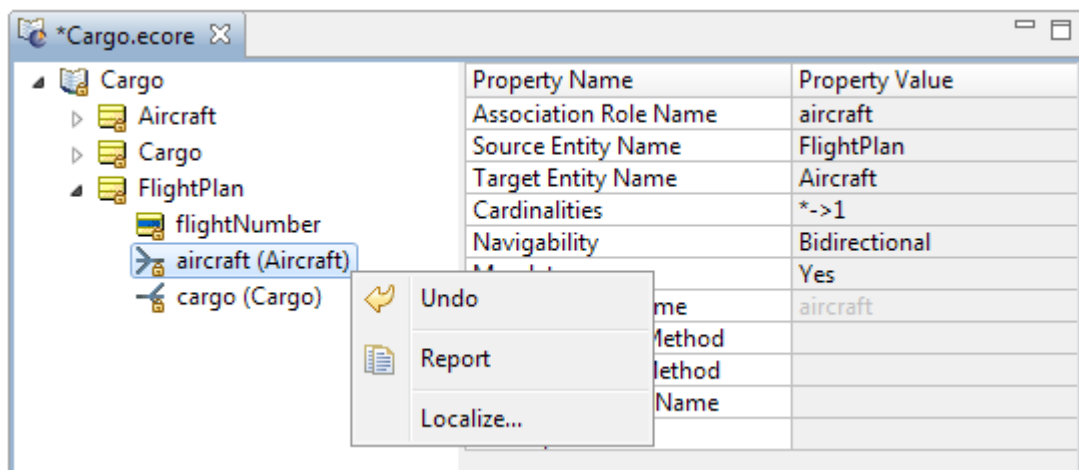 *Cargo.ecore
Cargo
Aircraft
Cargo
FlightPlan
flightNumber
aircraft (Aircraft)
cargo (Cargo)
Property Name Property Value
Association Role Name aircraft
Source Entity Name FlightPlan
Target Entity Name Aircraft
Cardinalities *->1
Navigability Bidirectional
Yes
me aircraft
Method
Method
Name
Undo
Report
Localize...